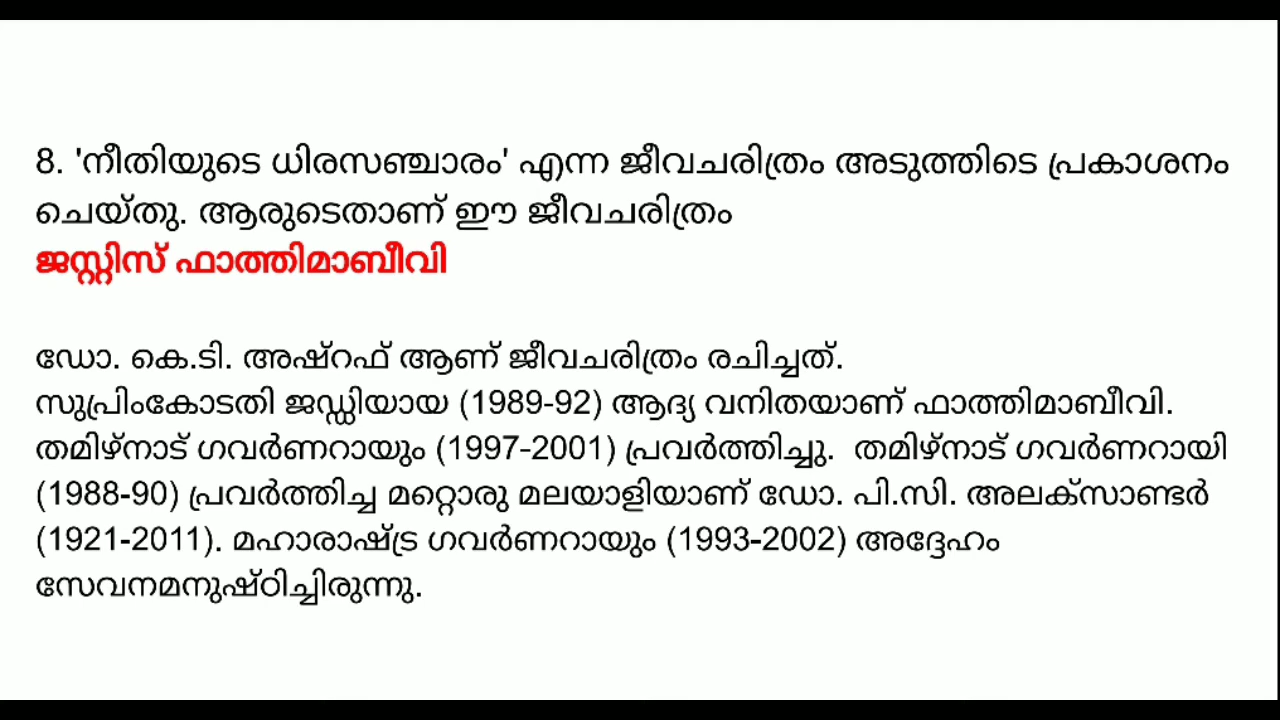 8. 'നീതിയുടെ ധിരസഞ്ചാരം' എന്ന ജീവചരിത്രം അടുത്തിടെ പ്രകാശനം
ചെയ്തു. ആരുടെതാണ് ഈ ജീവചരിത്രം
ജസ്റ്റിസ് ഫാത്തിമാബീവി
ഡോ. കെ.ടി. അഷ്റഫ് ആണ് ജീവചരിത്രം രചിച്ചത്.
സുപ്രിംകോടതി ജഡ്ജിയായ (1989-92) ആദ്യ വനിതയാണ് ഫാത്തിമാബീവി.
തമിഴ്നാട് ഗവർണറായും (1997-2001) പ്രവർത്തിച്ചു. തമിഴ്നാട് ഗവർണറായി
(1988-90) പ്രവർത്തിച്ച മറ്റൊരു മലയാളിയാണ് ഡോ. പി.സി. അലക്സാണ്ടർ
(1921-2011). മഹാരാഷ്ട്ര ഗവർണറായും (1993-2002) അദ്ദേഹം
സേവനമനുഷ്ഠിച്ചിരുന്നു.